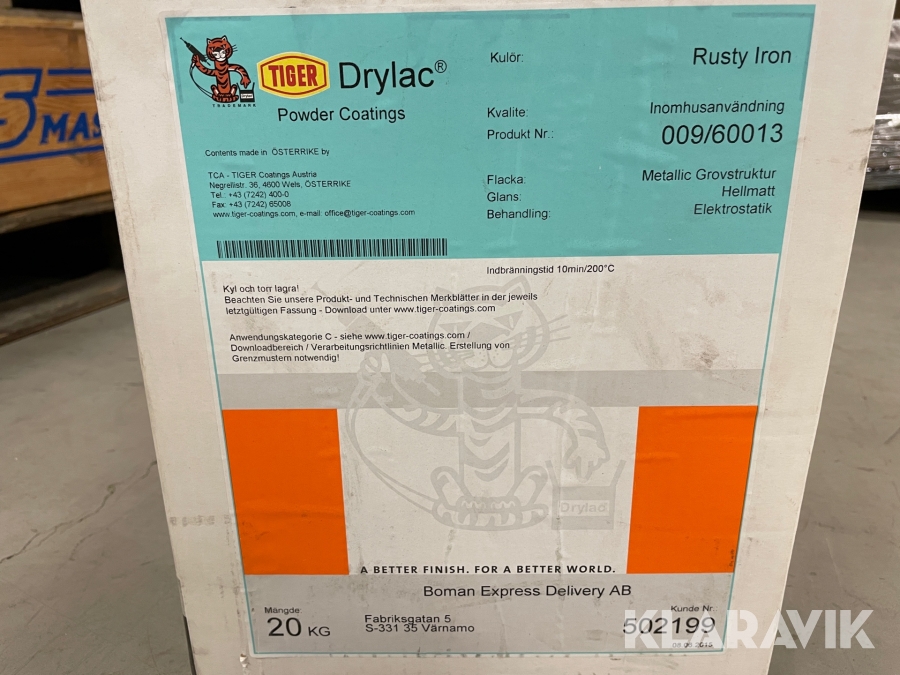 MAS
TRADEMARK
TIGER Drylac®
Powder Coatings
Contents made in ÖSTERRIKE by
TCA - TIGER Coatings Austria
Negrellistr. 36, 4600 Wels, ÖSTERRIKE
Tel.: +43 (7242) 400-0
Fax: +43 (7242) 65008
www.tiger-coatings.com, e-mail: office@tiger-coatings.com
Kulör: Rusty Iron
Kvalite: Inomhusanvändning
Produkt Nr.: 009/60013
Flacka: Metallic Grovstruktur
Glans: Hellmatt
Behandling: Elektrostatik
Indbränningstid 10min/200°C
Kyl och torr lagra!
Beachten Sie unsere Produkt- und Technischen Merkblätter in der jeweils
letztgültigen Fassung - Download unter www.tiger-coatings.com
Anwendungskategorie C - siehe www.tiger-coatings.com /
Downloadbereich / Verarbeitungsrichtlinien Metallic. Erstellung von
Grenzmustern notwendig!
Drylac
A BETTER FINISH. FOR A BETTER WORLD.
Boman Express Delivery AB
Mängde: 20 KG
Fabriksgatan 5
S-331 35 Värnamo
Kunde Nr.
502199
KLARAVIK